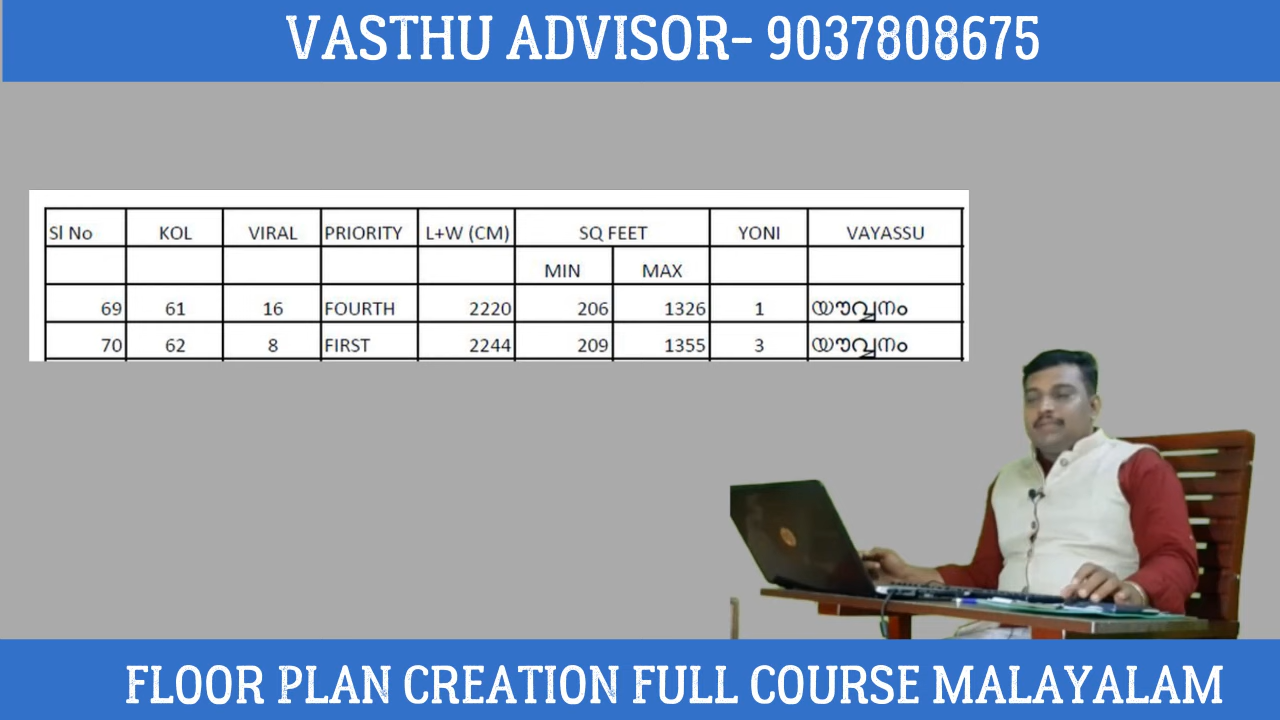 VASTHU ADVISOR- 9037808675
Sl No KOL VIRAL PRIORITY L+W (CM) SQ FEET YONI VAYASSU
MIN MAX
69 61 16 FOURTH 2220 206 1326 1 യൗവ്വനം
70 62 8 FIRST 2244 209 1355 3 യൗവ്വനം
FLOOR PLAN CREATION FULL COURSE MALAYALAM